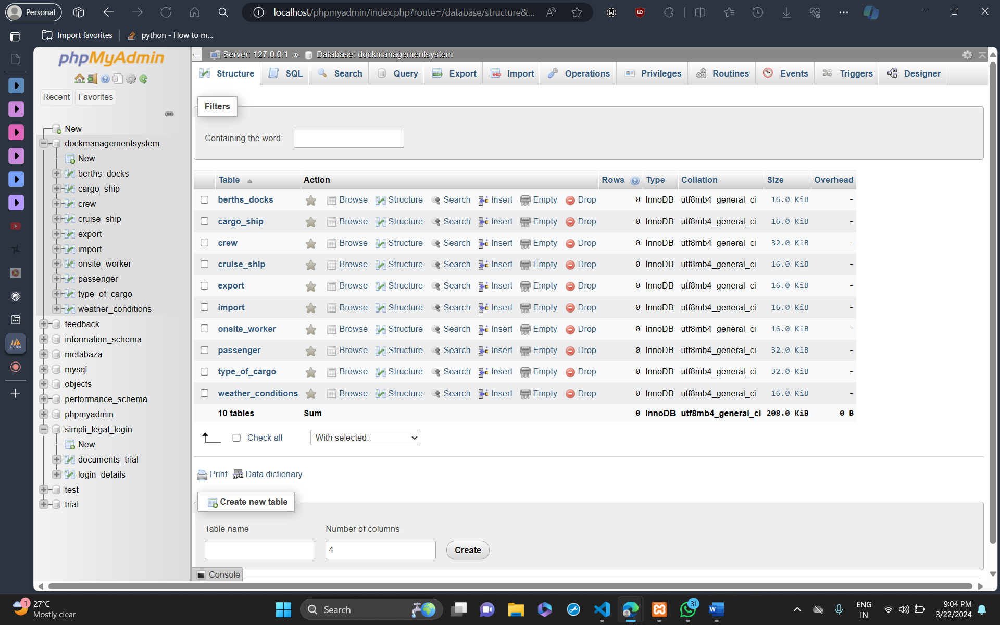 Personal
localhost/phpmyadmin/index.php?route=/database/structure&...
Import favorites
python - How to m...
phpMyAdmin
Recent
Favorites
New
dockmanagementsystem
New
berths_docks
cargo_ship
crew
cruise_ship
export
import
onsite_worker
passenger
type_of_cargo
weather_conditions
feedback
information_schema
metabaza
mysql
objects
performance_schema
phpmyadmin
simpli_legal_login
New
documents_trial
login_details
test
trial
Server: 127.0.0.1 » Database: dockmanagementsystem
Structure SQL Search Query Export Import Operations Privileges Routines Events Triggers Designer
Filters
Containing the word:
Table Action Rows Type Collation Size Overhead
berths_docks Browse Structure Search Insert Empty Drop 0 InnoDB utf8mb4_general_ci 16.0 KiB -
cargo_ship Browse Structure Search Insert Empty Drop 0 InnoDB utf8mb4_general_ci 16.0 KiB -
crew Browse Structure Search Insert Empty Drop 0 InnoDB utf8mb4_general_ci 32.0 KiB -
cruise_ship Browse Structure Search Insert Empty Drop 0 InnoDB utf8mb4_general_ci 16.0 KiB -
export Browse Structure Search Insert Empty Drop 0 InnoDB utf8mb4_general_ci 16.0 KiB -
import Browse Structure Search Insert Empty Drop 0 InnoDB utf8mb4_general_ci 16.0 KiB -
onsite_worker Browse Structure Search Insert Empty Drop 0 InnoDB utf8mb4_general_ci 16.0 KiB -
passenger Browse Structure Search Insert Empty Drop 0 InnoDB utf8mb4_general_ci 32.0 KiB -
type_of_cargo Browse Structure Search Insert Empty Drop 0 InnoDB utf8mb4_general_ci 32.0 KiB -
weather_conditions Browse Structure Search Insert Empty Drop 0 InnoDB utf8mb4_general_ci 16.0 KiB -
10 tables Sum 0 InnoDB utf8mb4_general_ci 208.0 KiB 0 B
Check all With selected:
Print Data dictionary
Create new table
Table name Number of columns
4 Create
Console
1
27°C
Mostly clear
Search
31
ENG
IN
9:04 PM
3/22/2024